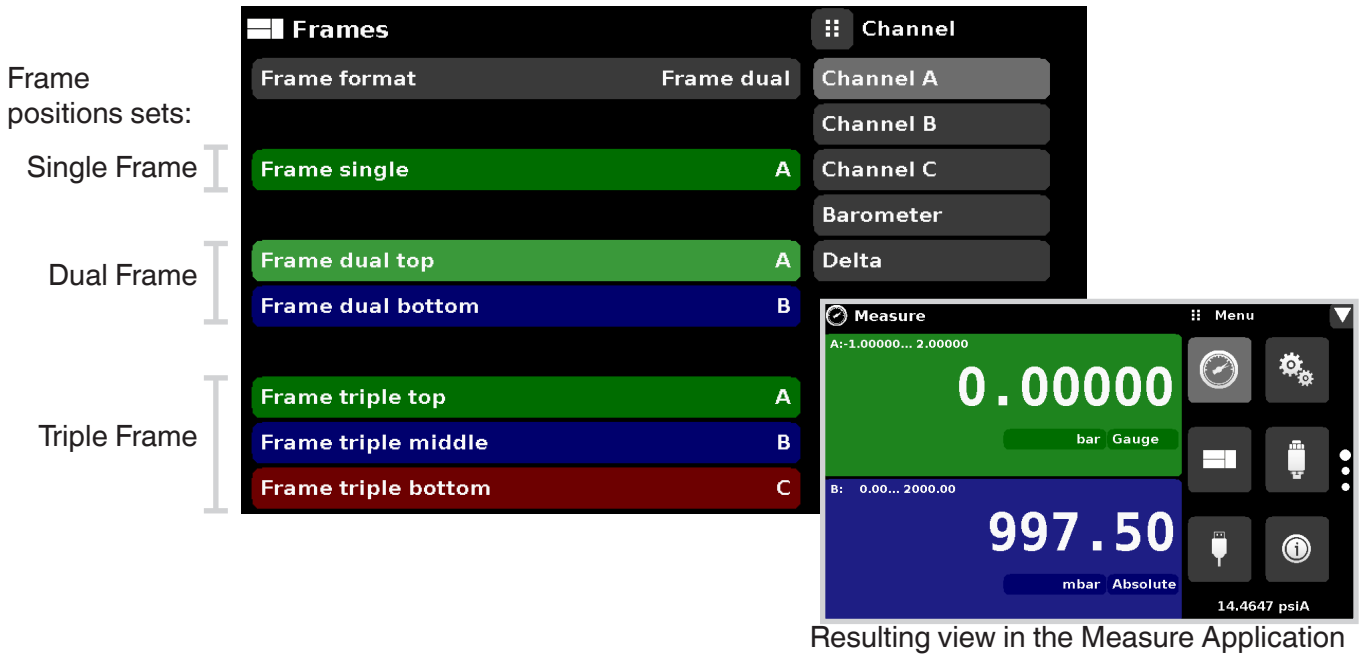 Frame
positions sets:
Single Frame
Dual Frame
Triple Frame
Frames
Frame format Frame dual
Frame single A
Frame dual top A
Frame dual bottom B
Frame triple top A
Frame triple middle B
Frame triple bottom C
Channel
Channel A
Channel B
Channel C
Barometer
Delta
Measure
Menu
A:-1.00000... 2.00000
0.00000
bar Gauge
B: 0.00... 2000.00
997.50
mbar Absolute
14.4647 psiA
Resulting view in the Measure Application